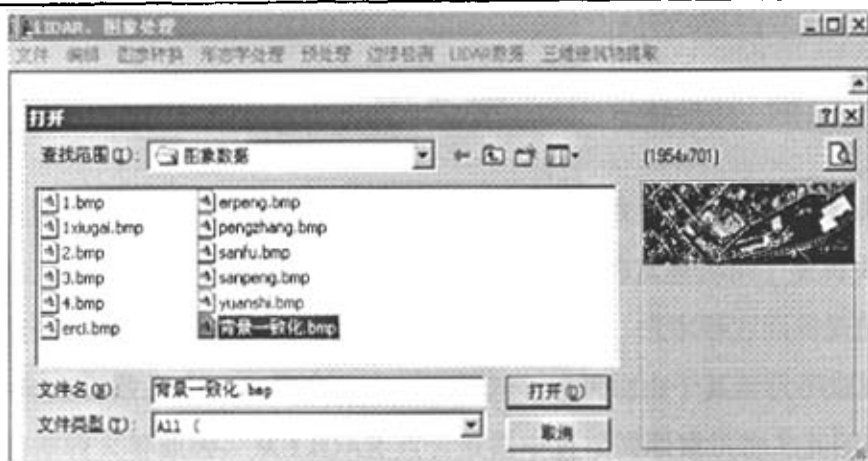 LIDAR. 图象处理
文件 编辑 图象转换 形态学处理 预处理 边缘检测 LIDAR数据 三维建筑物提取
打开
查找范围(I): 图象数据
(1954x701)
1.bmp erpeng.bmp
1xiugai.bmp pengzhang.bmp
2.bmp sanfu.bmp
3.bmp sanpeng.bmp
4.bmp yuanshi.bmp
erci.bmp 背景一致化.bmp
文件名(N): 背景一致化.bmp 打开(O)
文件类型(T): All ( 取消